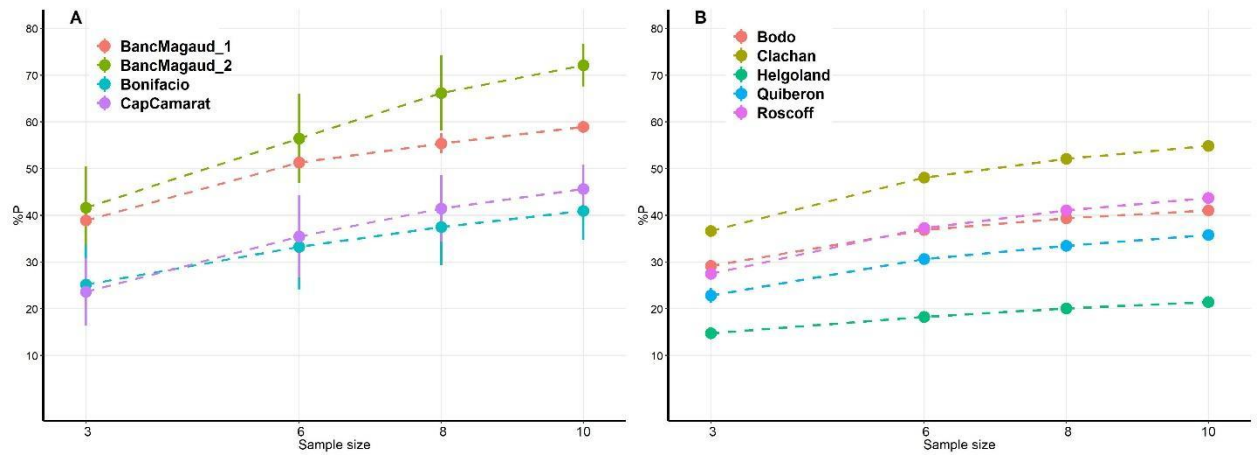 A
BancMagaud_1
BancMagaud_2
Bonifacio
CapCamarat
80
70
60
50
40
30
20
10
%P
3 6 8 10
Sample size
B
Bodo
Clachan
Helgoland
Quiberon
Roscoff
80
70
60
50
40
30
20
10
%P
3 6 8 10
Sample size